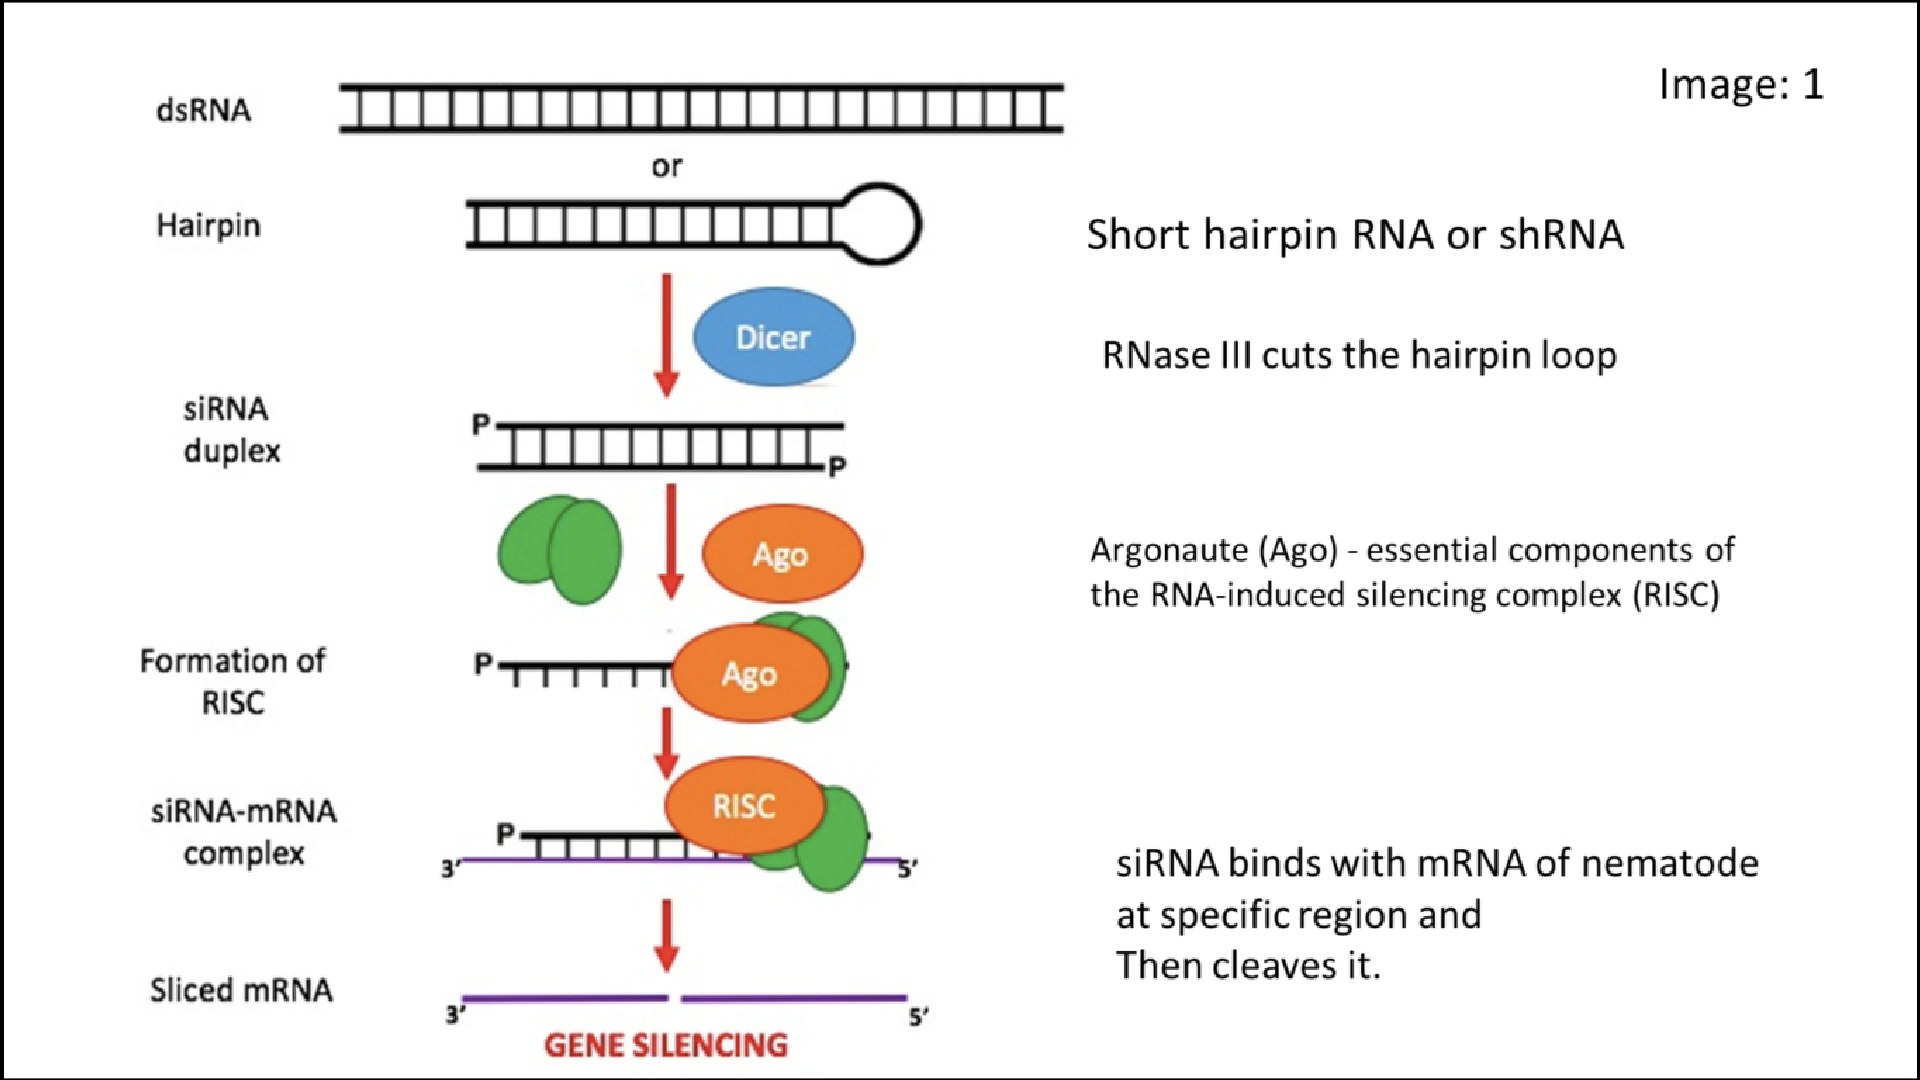 Image: 1
dsRNA
or
Hairpin
Short hairpin RNA or shRNA
Dicer
RNase III cuts the hairpin loop
siRNA
duplex
P
P
Ago
Argonaute (Ago) - essential components of
the RNA-induced silencing complex (RISC)
Formation of
RISC
P
Ago
siRNA-mRNA
complex
RISC
P
3′
5′
siRNA binds with mRNA of nematode
at specific region and
Then cleaves it.
Sliced mRNA
3′
5′
GENE SILENCING